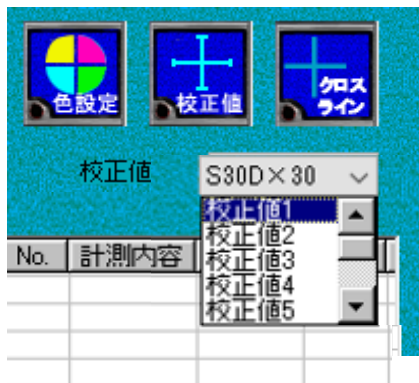 色設定
校正値
クロス
ライン
校正値 S30D×30
校正値1
校正値2
校正値3
校正値4
校正値5
No. 計測内容